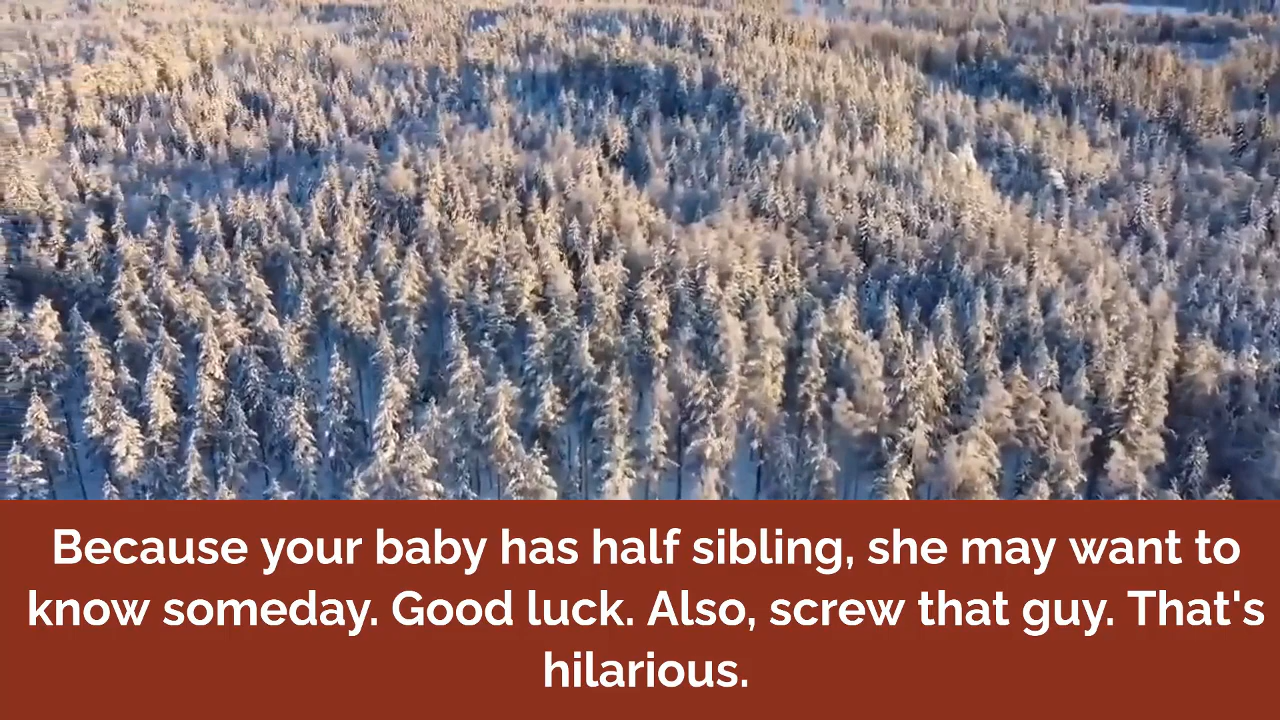 Because your baby has half sibling, she may want to
know someday. Good luck. Also, screw that guy. That's
hilarious.